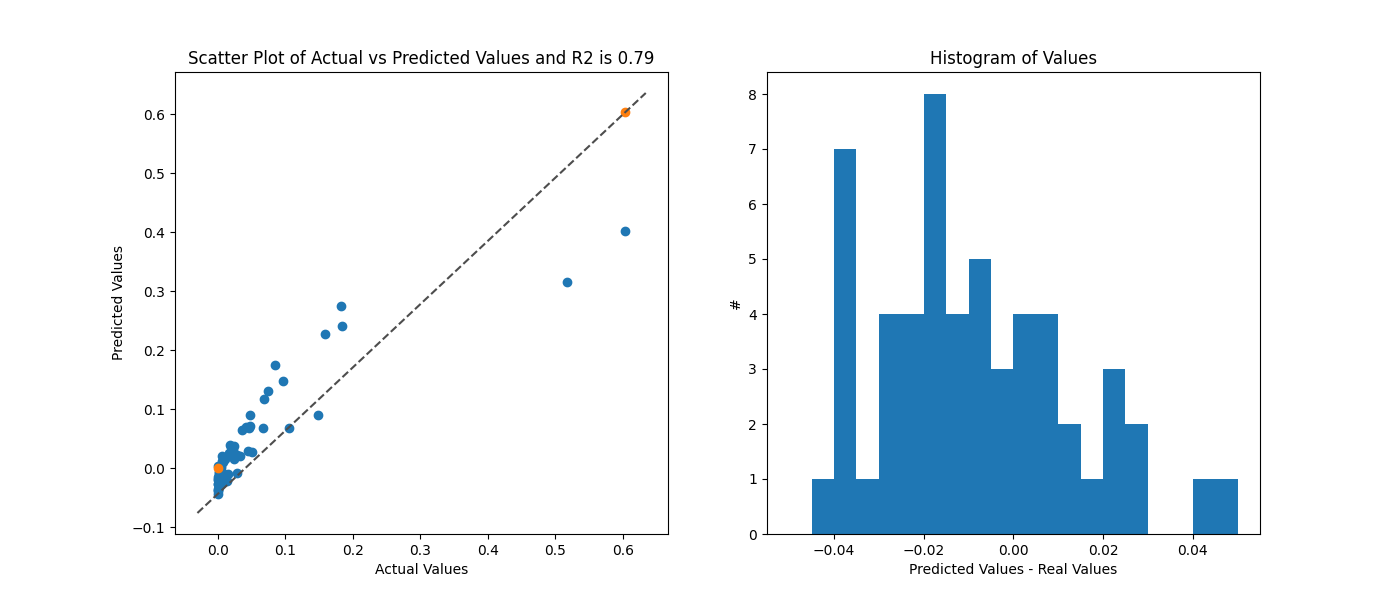 Scatter Plot of Actual vs Predicted Values and R2 is 0.79
0.6
0.5
0.4
0.3
0.2
0.1
0.0
−0.1
Predicted Values
0.0 0.1 0.2 0.3 0.4 0.5 0.6
Actual Values
Histogram of Values
8
7
6
5
4
3
2
1
0
#
−0.04 −0.02 0.00 0.02 0.04
Predicted Values - Real Values